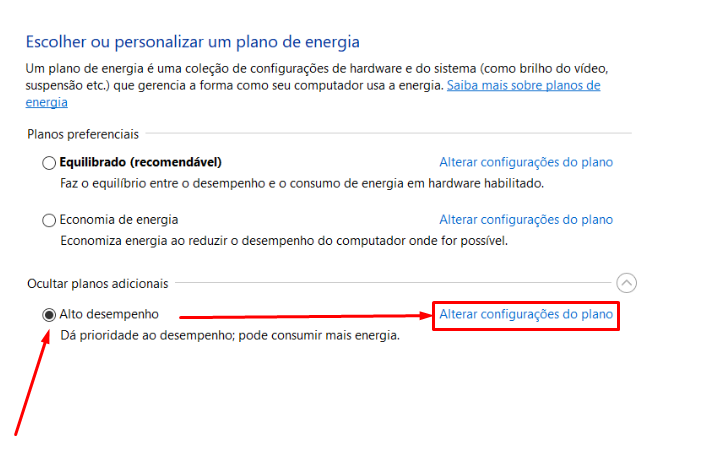 Escolher ou personalizar um plano de energia
Um plano de energia é uma coleção de configurações de hardware e do sistema (como brilho do vídeo,
suspensão etc.) que gerencia a forma como seu computador usa a energia. Saiba mais sobre planos de
energia
Planos preferenciais
Equilibrado (recomendável) Alterar configurações do plano
Faz o equilíbrio entre o desempenho e o consumo de energia em hardware habilitado.
Economia de energia Alterar configurações do plano
Economiza energia ao reduzir o desempenho do computador onde for possível.
Ocultar planos adicionais
Alto desempenho Alterar configurações do plano
Dá prioridade ao desempenho; pode consumir mais energia.